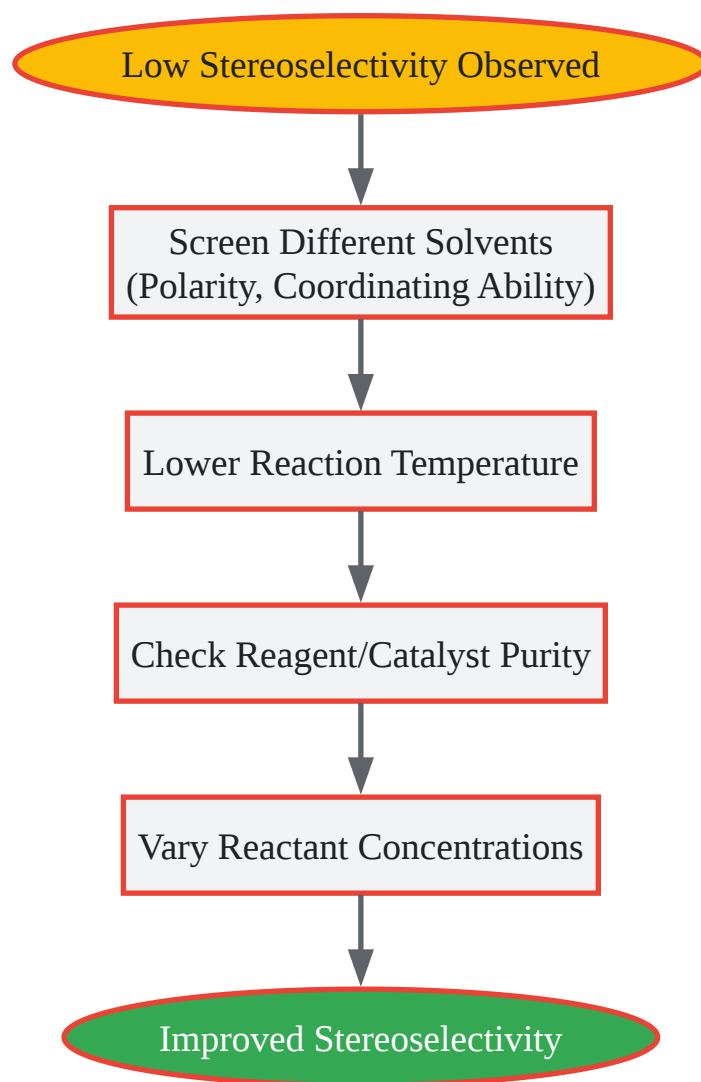 Low Stereoselectivity Observed
Screen Different Solvents
(Polarity, Coordinating Ability)
Lower Reaction Temperature
Check Reagent/Catalyst Purity
Vary Reactant Concentrations
Improved Stereoselectivity